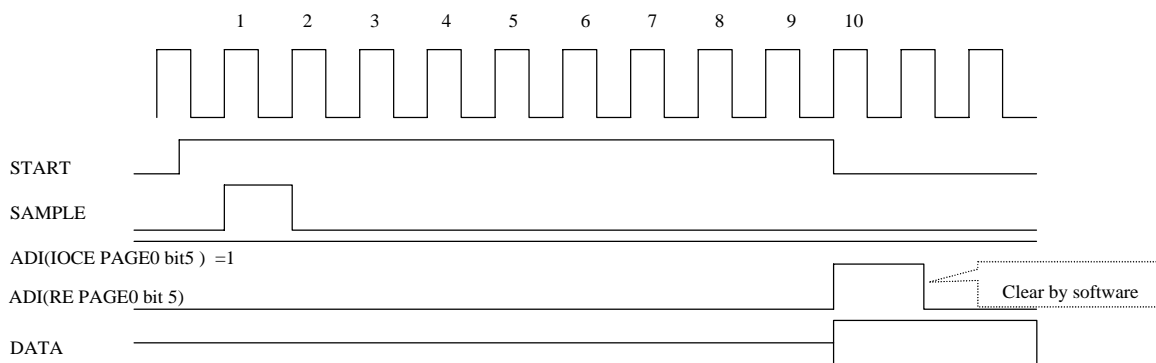 1 2 3 4 5 6 7 8 9 10
START
SAMPLE
ADI(IOCE PAGE0 bit5 ) =1
ADI(RE PAGE0 bit 5)
Clear by software
DATA